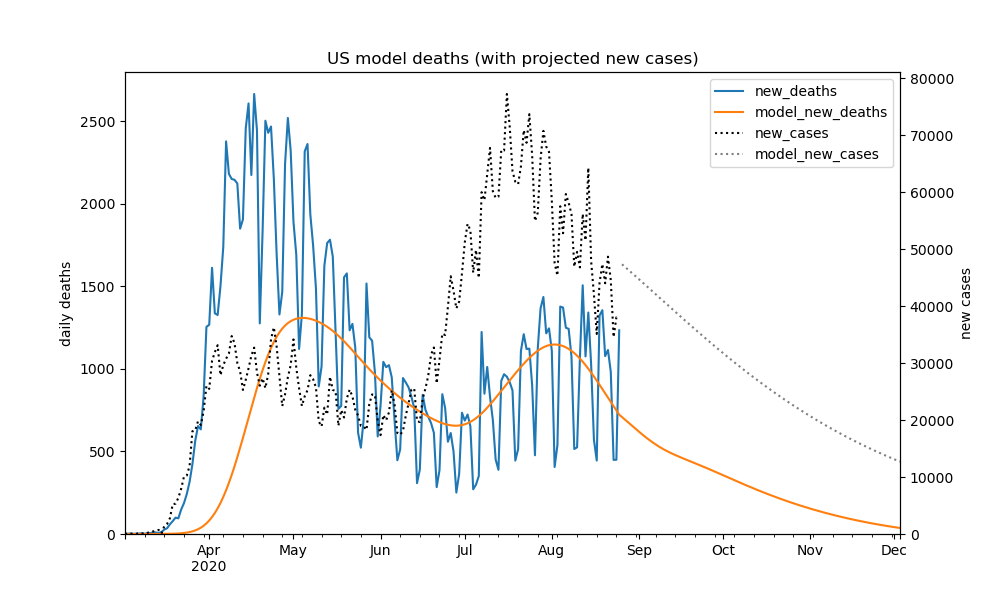 US model deaths (with projected new cases)
new_deaths
model_new_deaths
new_cases
model_new_cases
daily deaths
2500
2000
1500
1000
500
0
80000
70000
60000
50000
40000
30000
20000
10000
0
new cases
Apr
2020
May
Jun
Jul
Aug
Sep
Oct
Nov
Dec